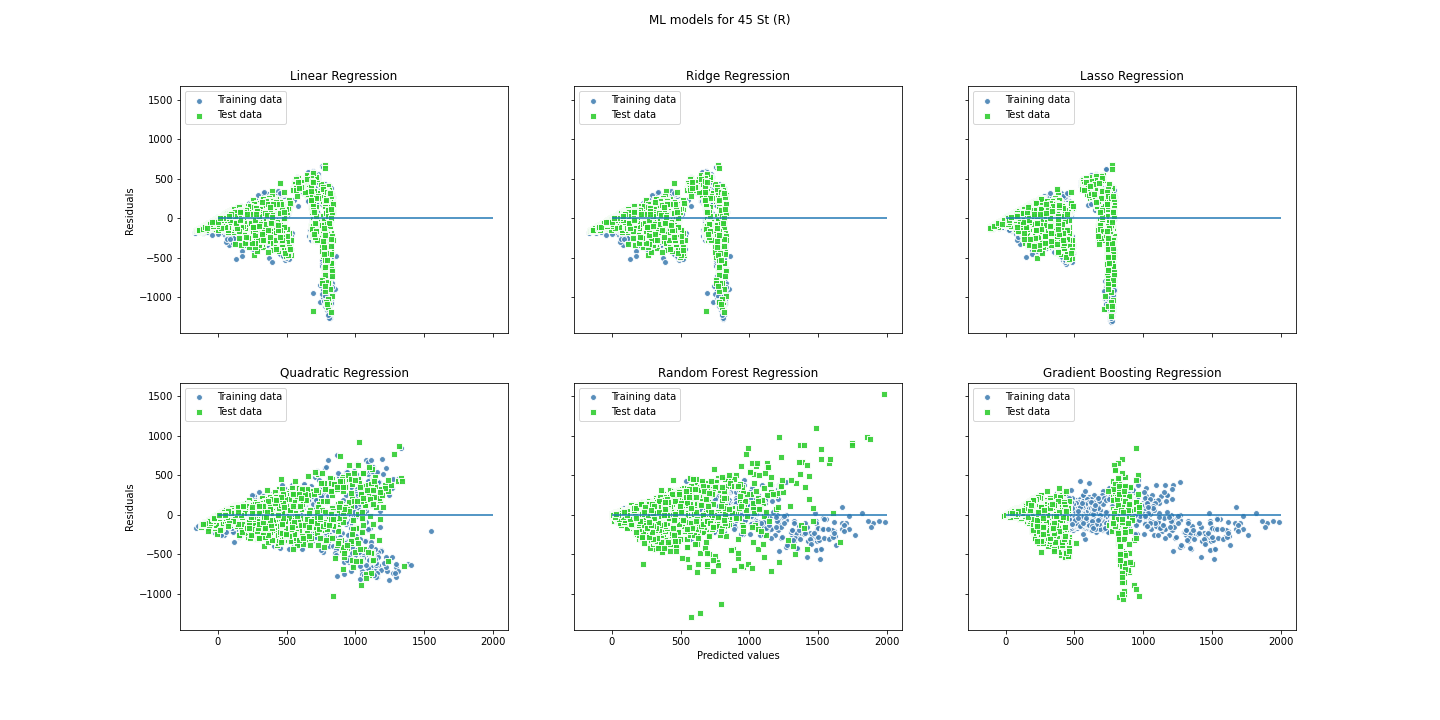 ML models for 45 St (R)
Linear Regression
Training data
Test data
1500
1000
500
0
−500
−1000
Residuals
Ridge Regression
Training data
Test data
Lasso Regression
Training data
Test data
Quadratic Regression
Training data
Test data
1500
1000
500
0
−500
−1000
Residuals
0 500 1000 1500 2000
Random Forest Regression
Training data
Test data
0 500 1000 1500 2000
Predicted values
Gradient Boosting Regression
Training data
Test data
0 500 1000 1500 2000